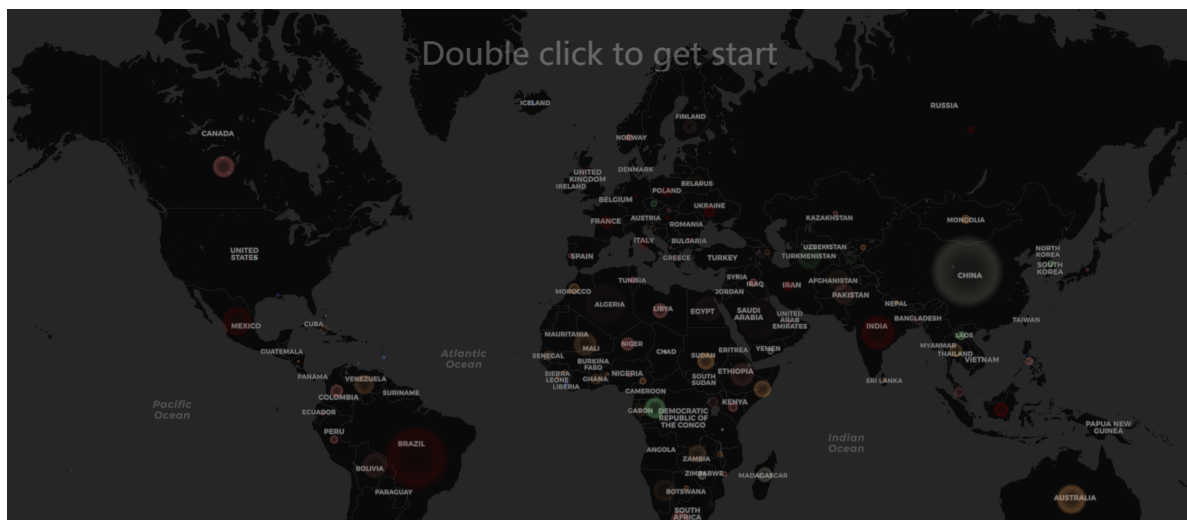 Double click to get start
ICELAND
RUSSIA
FINLAND
CANADA
NORWAY
DENMARK
UNITED
KINGDOM
IRELAND
BELARUS
POLAND
BELGIUM
UKRAINE
KAZAKHSTAN
MONGOLIA
FRANCE
AUSTRIA
ROMANIA
ITALY
BULGARIA
UNITED
STATES
SPAIN
GREECE
TURKEY
UZBEKISTAN
TURKMENISTAN
NORTH
KOREA
SOUTH
KOREA
CHINA
TUNISIA
SYRIA
IRAQ
IRAN
AFGHANISTAN
PAKISTAN
MOROCCO
JORDAN
ALGERIA
LIBYA
EGYPT
SAUDI
ARABIA
UNITED
ARAB
EMIRATES
NEPAL
BANGLADESH
TAIWAN
MEXICO
CUBA
INDIA
MAURITANIA
MALI
NIGER
CHAD
SUDAN
ERITREA
YEMEN
LAOS
MYANMAR
THAILAND
VIETNAM
GUATEMALA
Atlantic
Ocean
SENEGAL
BURKINA
FASO
SIERRA
LEONE
LIBERIA
GHANA
NIGERIA
SOUTH
SUDAN
ETHIOPIA
SRI LANKA
PANAMA
VENEZUELA
COLOMBIA
SURINAME
CAMEROON
Pacific
Ocean
ECUADOR
GABON
DEMOCRATIC
REPUBLIC
OF THE CONGO
KENYA
PERU
BRAZIL
Indian
Ocean
PAPUA NEW
GUINEA
ANGOLA
ZAMBIA
BOLIVIA
ZIMBABWE
MADAGASCAR
PARAGUAY
BOTSWANA
AUSTRALIA
SOUTH
AFRICA